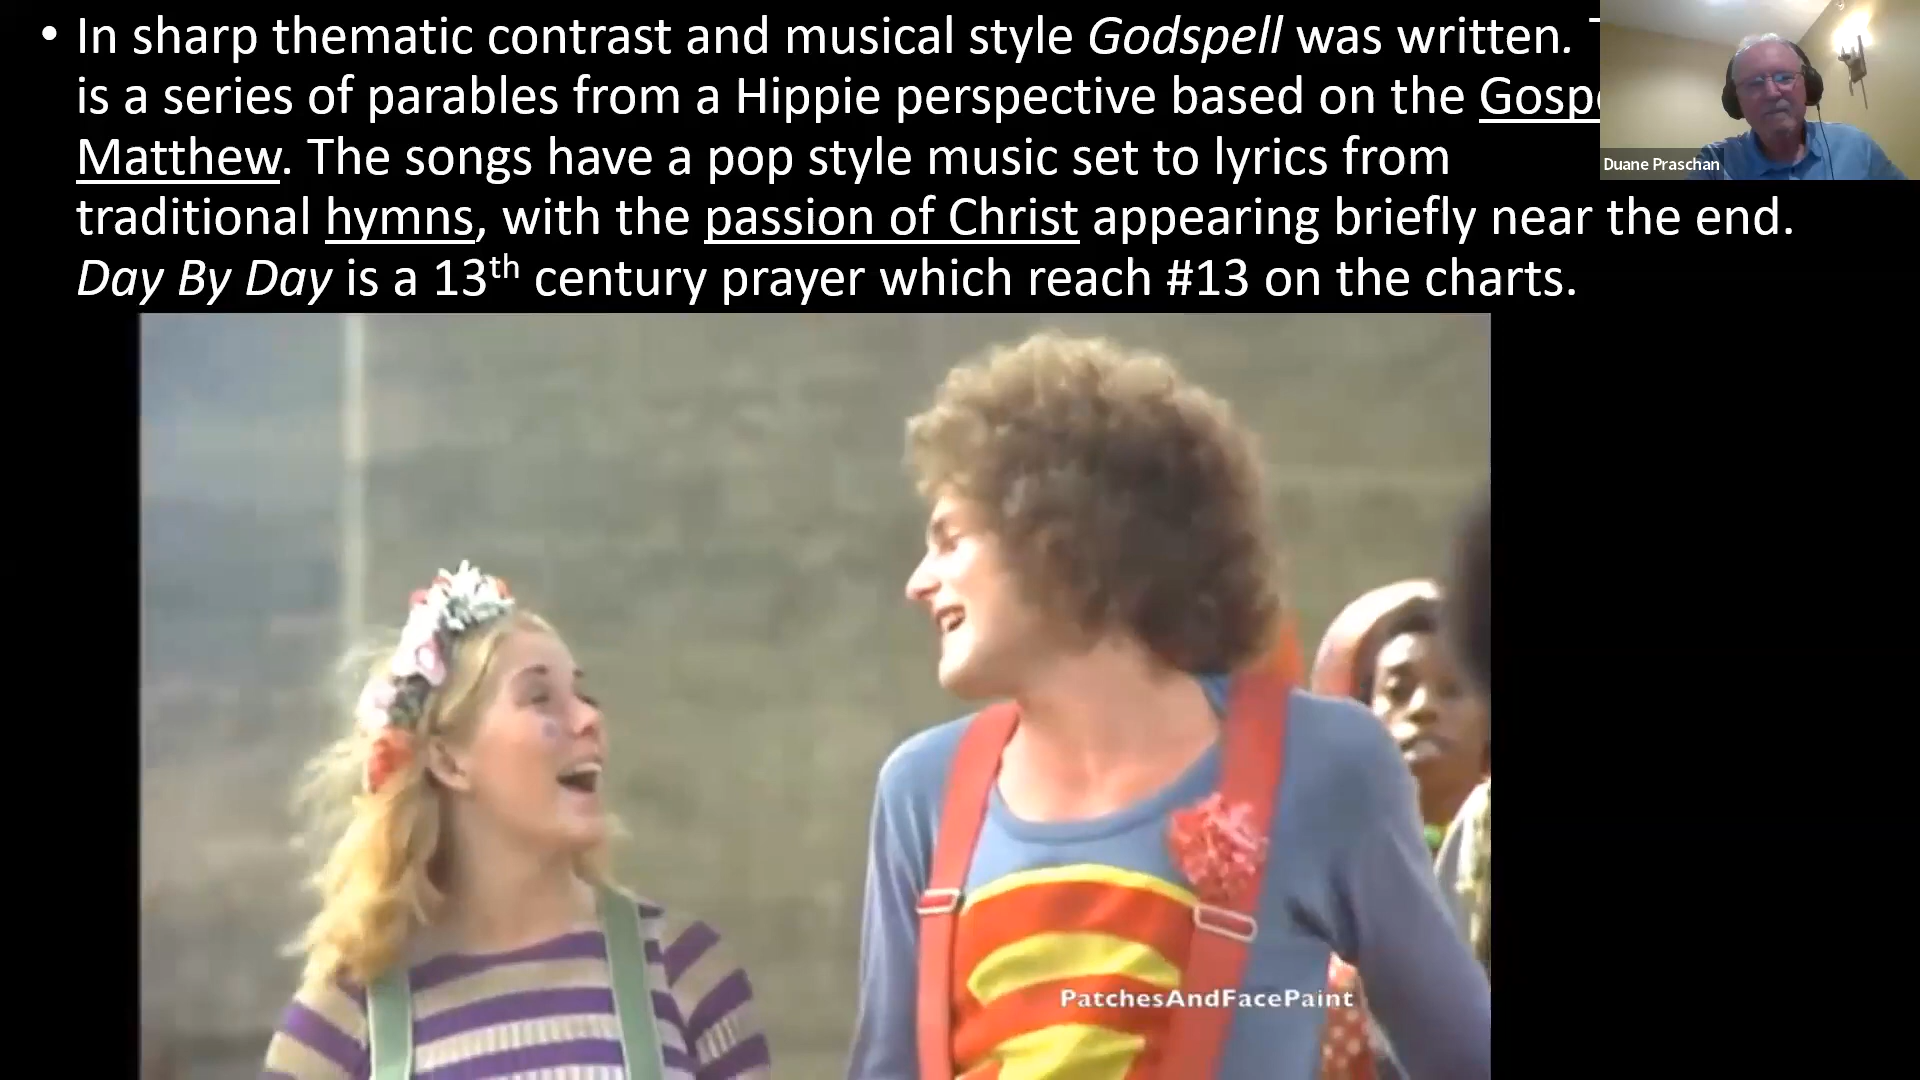 • In sharp thematic contrast and musical style Godspell was written.
is a series of parables from a Hippie perspective based on the
Matthew. The songs have a pop style music set to lyrics from
traditional hymns, with the passion of Christ appearing briefly near the end.
Day By Day is a 13th century prayer which reach #13 on the charts.
Duane Praschan
PatchesAndFacePaint